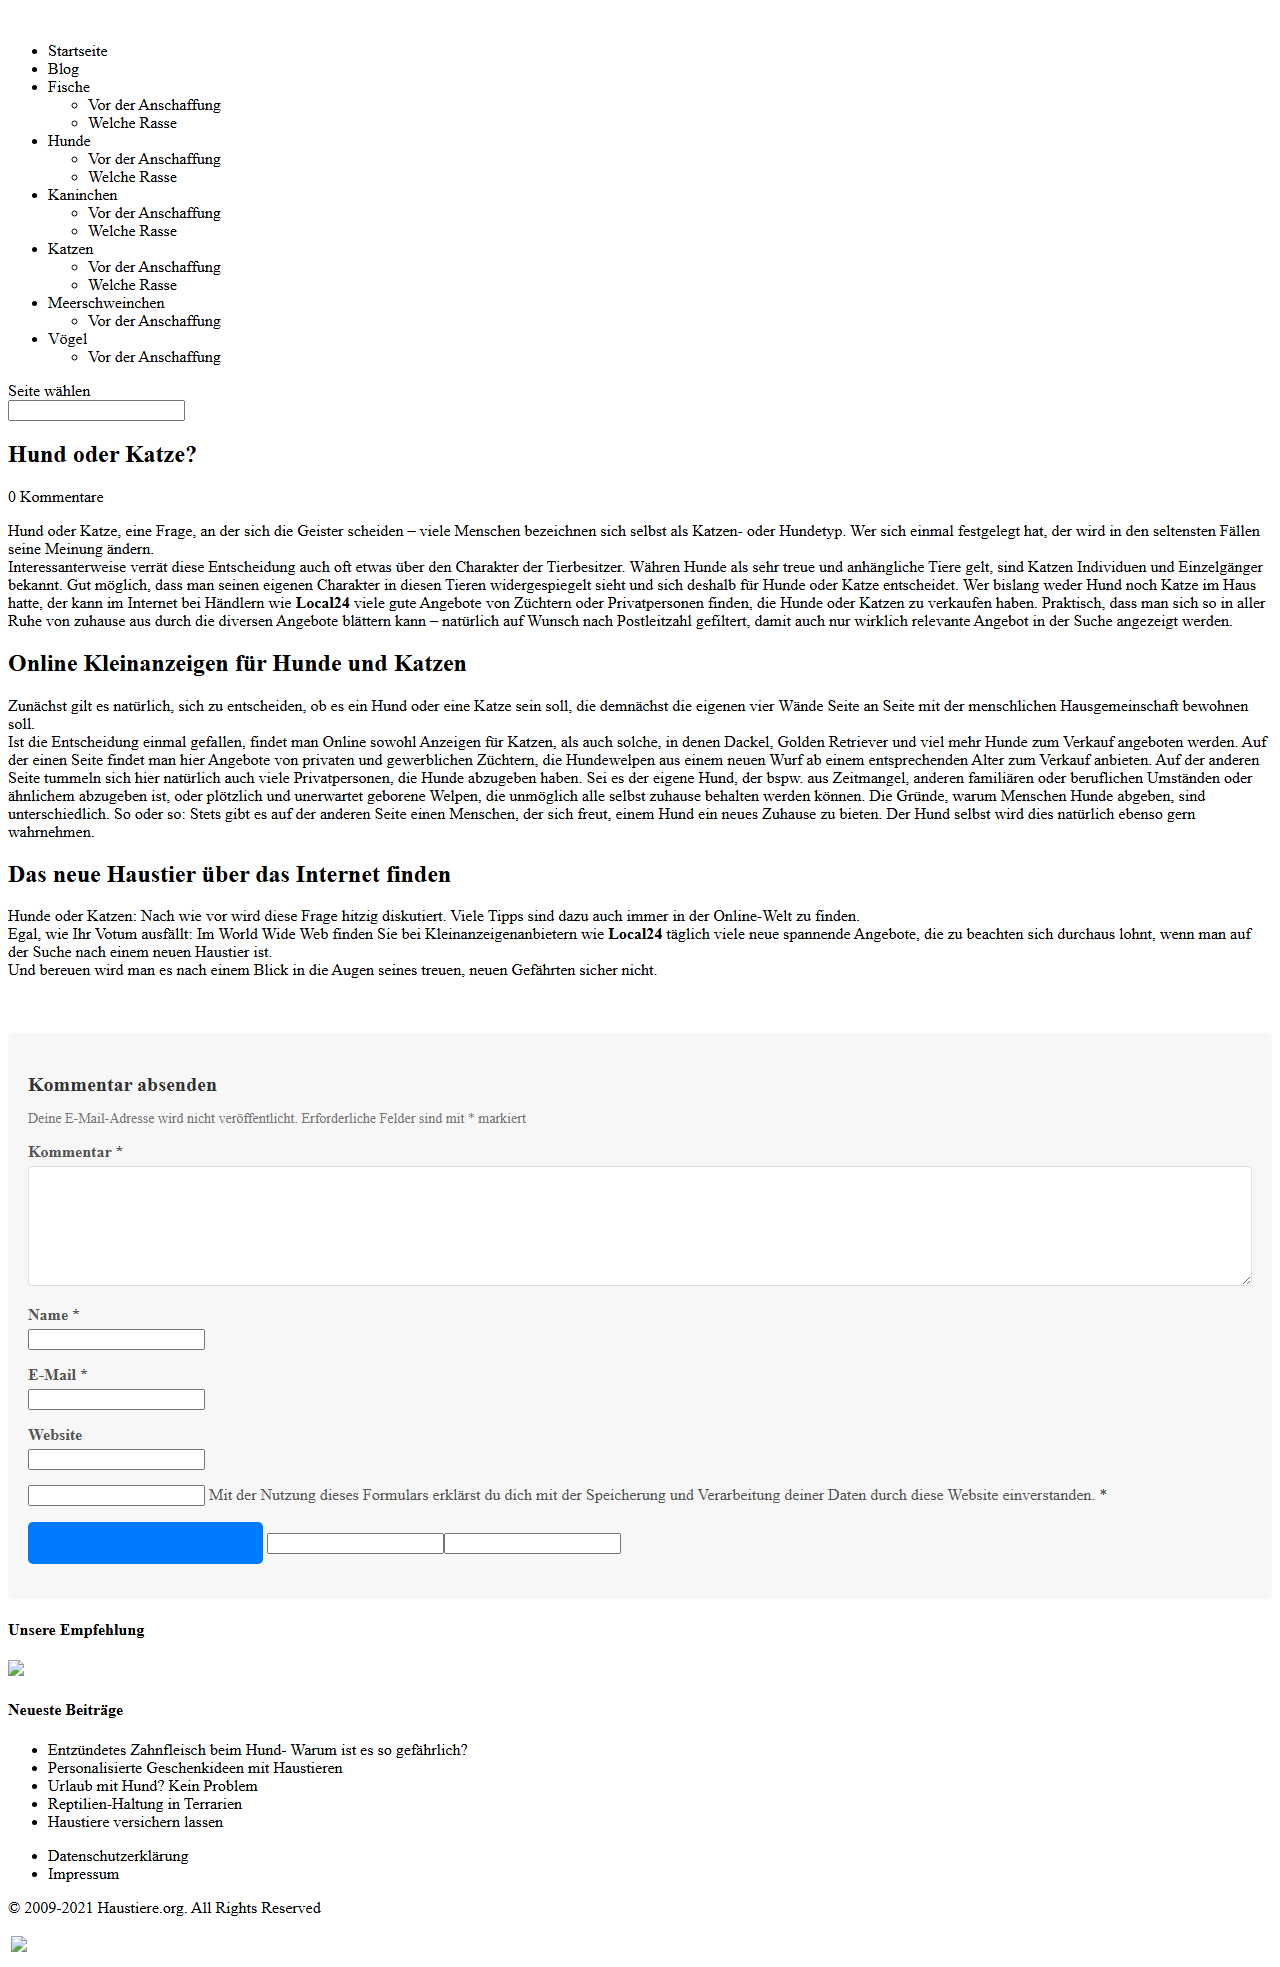 Startseite
Blog
Fische
Vor der Anschaffung
Welche Rasse
Hunde
Vor der Anschaffung
Welche Rasse
Kaninchen
Vor der Anschaffung
Welche Rasse
Katzen
Vor der Anschaffung
Welche Rasse
Meerschweinchen
Vor der Anschaffung
Vögel
Vor der Anschaffung
Seite wählen
Hund oder Katze?
0 Kommentare
Hund oder Katze, eine Frage, an der sich die Geister scheiden – viele Menschen bezeichnen sich selbst als Katzen- oder Hundetyp. Wer sich einmal festgelegt hat, der wird in den seltensten Fällen
seine Meinung ändern.
Interessanterweise verrät diese Entscheidung auch oft etwas über den Charakter der Tierbesitzer. Währen Hunde als sehr treue und anhängliche Tiere gelt, sind Katzen Individuen und Einzelgänger
bekannt. Gut möglich, dass man seinen eigenen Charakter in diesen Tieren widergespiegelt sieht und sich deshalb für Hunde oder Katze entscheidet. Wer bislang weder Hund noch Katze im Haus
hatte, der kann im Internet bei Händlern wie Local24 viele gute Angebote von Züchtern oder Privatpersonen finden, die Hunde oder Katzen zu verkaufen haben. Praktisch, dass man sich so in aller
Ruhe von zuhause aus durch die diversen Angebote blättern kann – natürlich auf Wunsch nach Postleitzahl gefiltert, damit auch nur wirklich relevante Angebot in der Suche angezeigt werden.
Online Kleinanzeigen für Hunde und Katzen
Zunächst gilt es natürlich, sich zu entscheiden, ob es ein Hund oder eine Katze sein soll, die demnächst die eigenen vier Wände Seite an Seite mit der menschlichen Hausgemeinschaft bewohnen
soll.
Ist die Entscheidung einmal gefallen, findet man Online sowohl Anzeigen für Katzen, als auch solche, in denen Dackel, Golden Retriever und viel mehr Hunde zum Verkauf angeboten werden. Auf
der einen Seite findet man hier Angebote von privaten und gewerblichen Züchtern, die Hundewelpen aus einem neuen Wurf ab einem entsprechenden Alter zum Verkauf anbieten. Auf der anderen
Seite tummeln sich hier natürlich auch viele Privatpersonen, die Hunde abzugeben haben. Sei es der eigene Hund, der bspw. aus Zeitmangel, anderen familiären oder beruflichen Umständen oder
ähnlichem abzugeben ist, oder plötzlich und unerwartet geborene Welpen, die unmöglich alle selbst zuhause behalten werden können. Die Gründe, warum Menschen Hunde abgeben, sind
unterschiedlich. So oder so: Stets gibt es auf der anderen Seite einen Menschen, der sich freut, einem Hund ein neues Zuhause zu bieten. Der Hund selbst wird dies natürlich ebenso gern
wahrnehmen.
Das neue Haustier über das Internet finden
Hunde oder Katzen: Nach wie vor wird diese Frage hitzig diskutiert. Viele Tipps sind dazu auch immer in der Online-Welt zu finden.
Egal, wie Ihr Votum ausfällt: Im World Wide Web finden Sie bei Kleinanzeigenanbietern wie Local24 täglich viele neue spannende Angebote, die zu beachten sich durchaus lohnt, wenn man auf
der Suche nach einem neuen Haustier ist.
Und bereuen wird man es nach einem Blick in die Augen seines treuen, neuen Gefährten sicher nicht.
Kommentar absenden
Deine E-Mail-Adresse wird nicht veröffentlicht. Erforderliche Felder sind mit * markiert
Kommentar *
Name *
E-Mail *
Website
Mit der Nutzung dieses Formulars erklärst du dich mit der Speicherung und Verarbeitung deiner Daten durch diese Website einverstanden. *
Unsere Empfehlung
Neueste Beiträge
Entzündetes Zahnfleisch beim Hund- Warum ist es so gefährlich?
Personalisierte Geschenkideen mit Haustieren
Urlaub mit Hund? Kein Problem
Reptilien-Haltung in Terrarien
Haustiere versichern lassen
Datenschutzerklärung
Impressum
© 2009-2021 Haustiere.org. All Rights Reserved